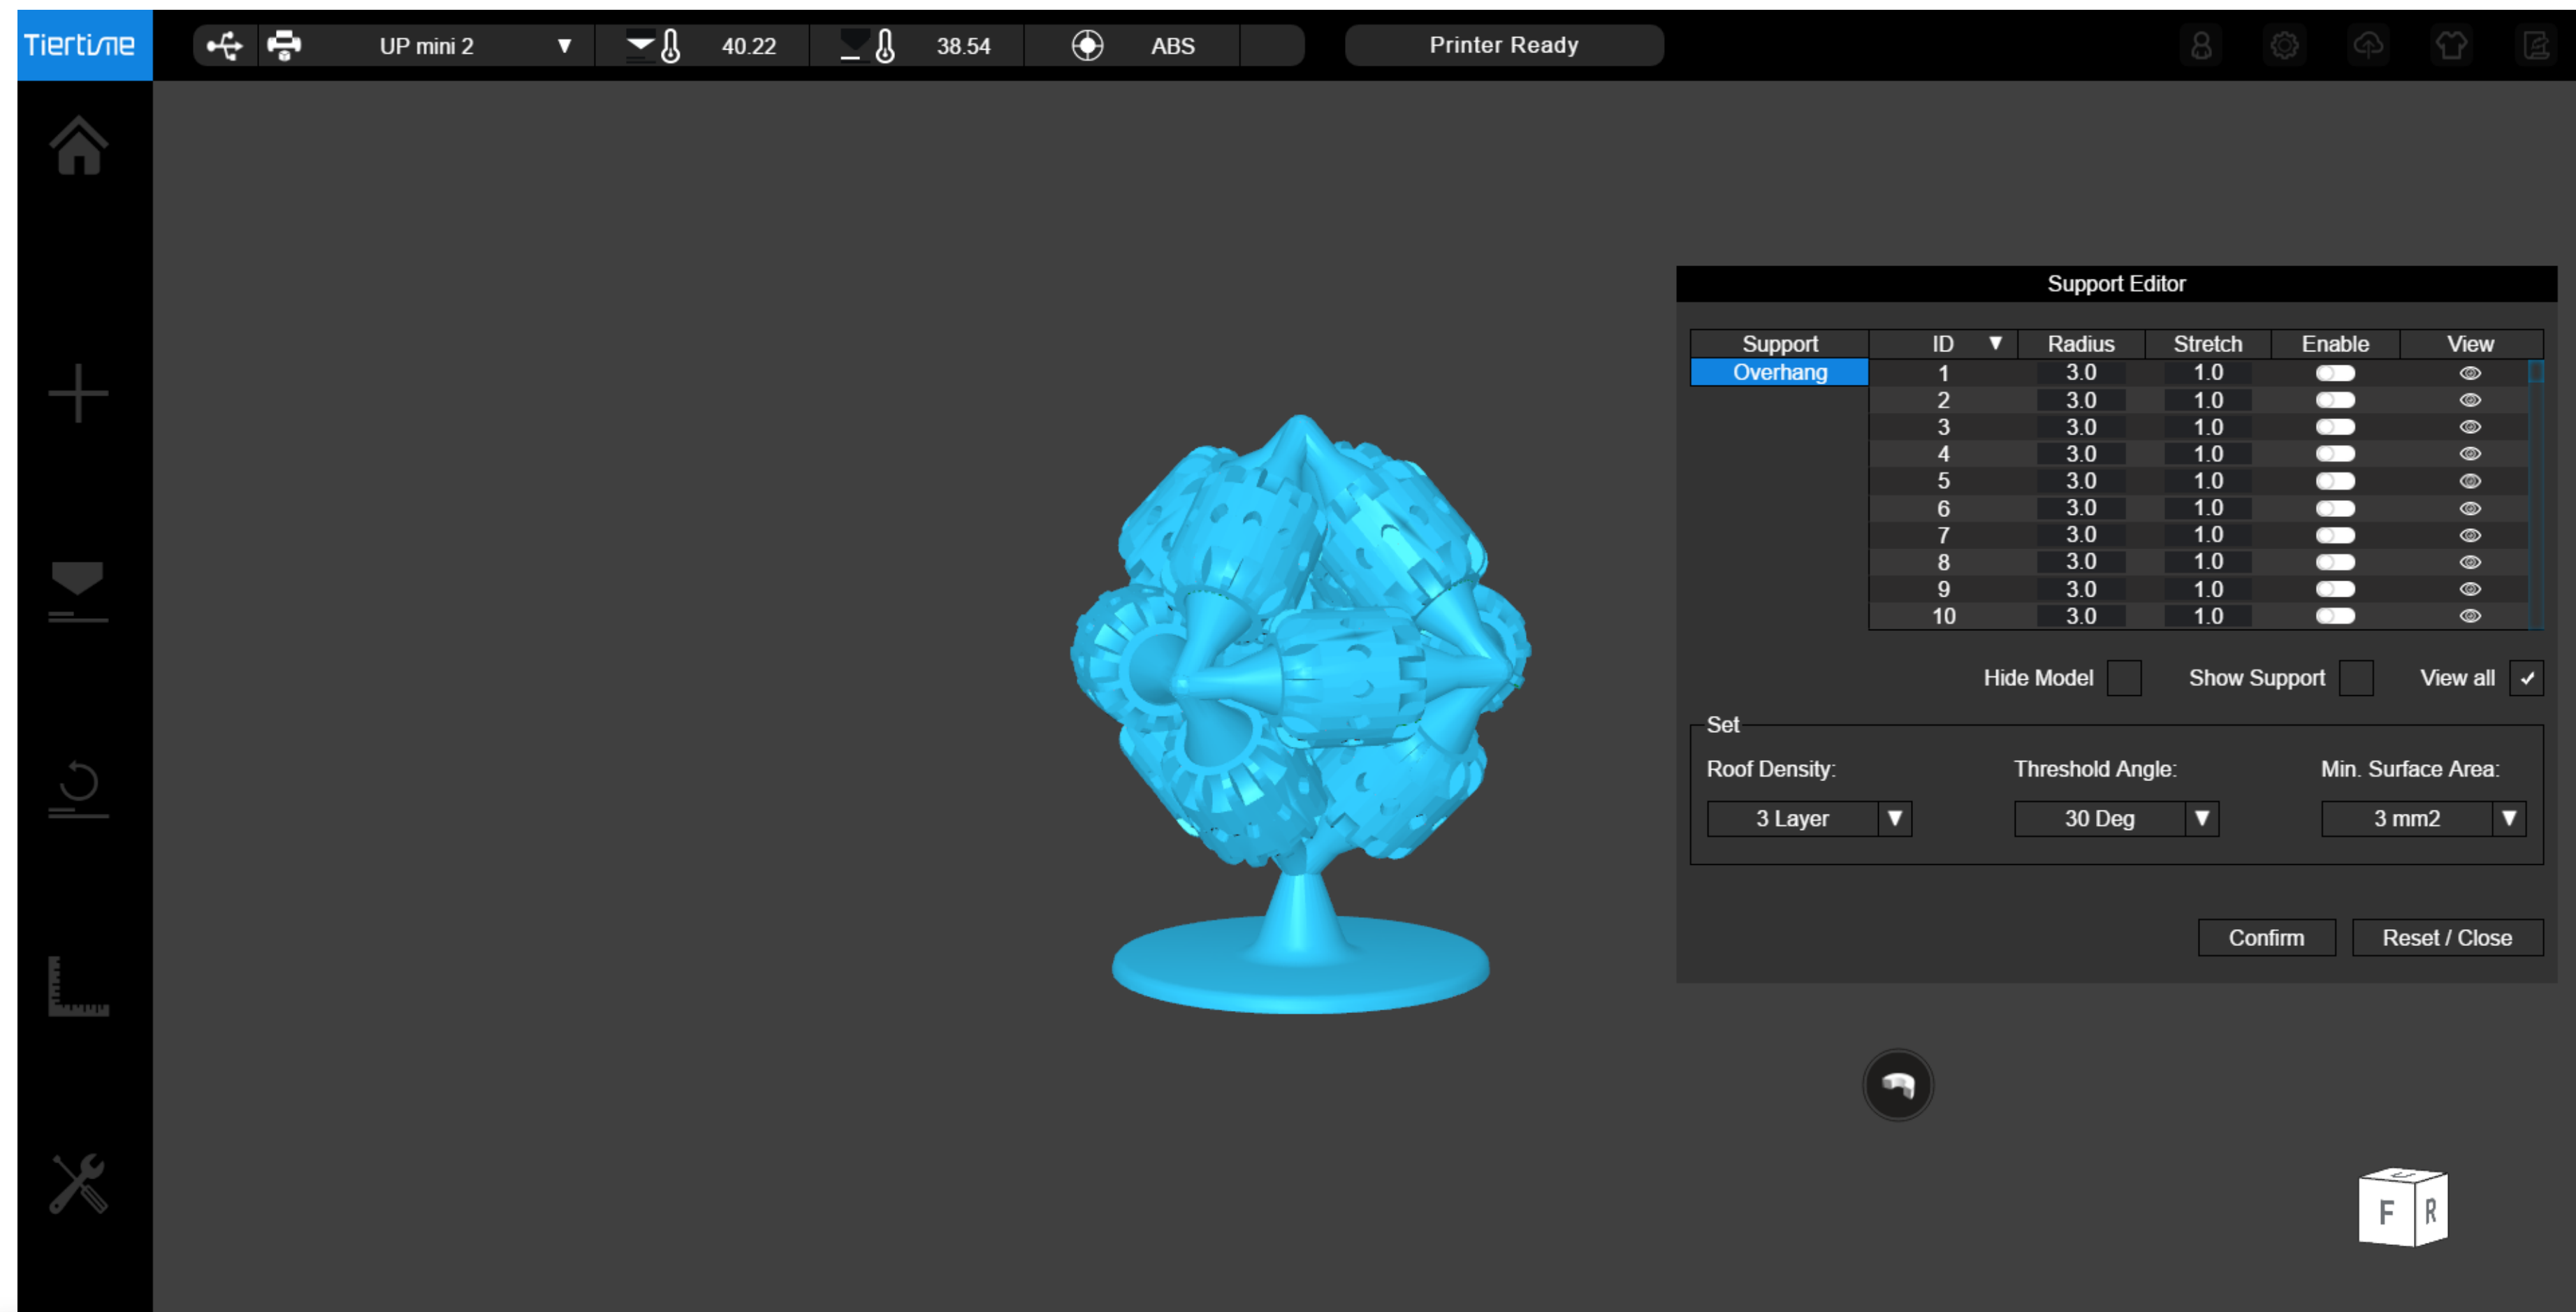 Tiertime UP mini 2 40.22 38.54 ABS Printer Ready
Support Editor
Support ID Radius Stretch Enable View
Overhang 1 3.0 1.0
2 3.0 1.0
3 3.0 1.0
4 3.0 1.0
5 3.0 1.0
6 3.0 1.0
7 3.0 1.0
8 3.0 1.0
9 3.0 1.0
10 3.0 1.0
Hide Model Show Support View all
Set
Roof Density: Threshold Angle: Min. Surface Area:
3 Layer 30 Deg 3 mm2
Confirm Reset / Close
U
F R